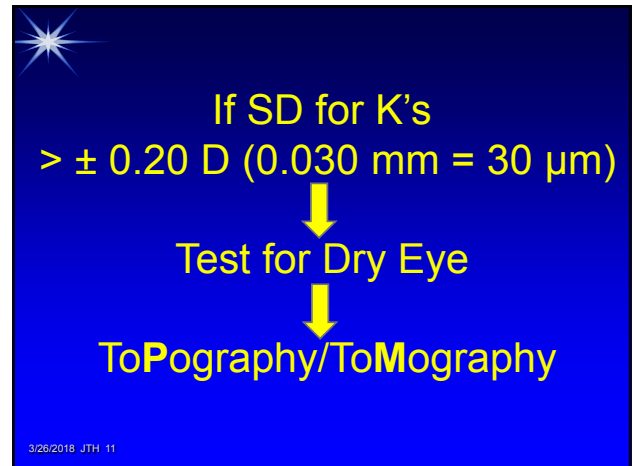 If SD for K’s
> ± 0.20 D (0.030 mm = 30 µm)
Test for Dry Eye
ToPography/ToMography
3/26/2018 JTH 11